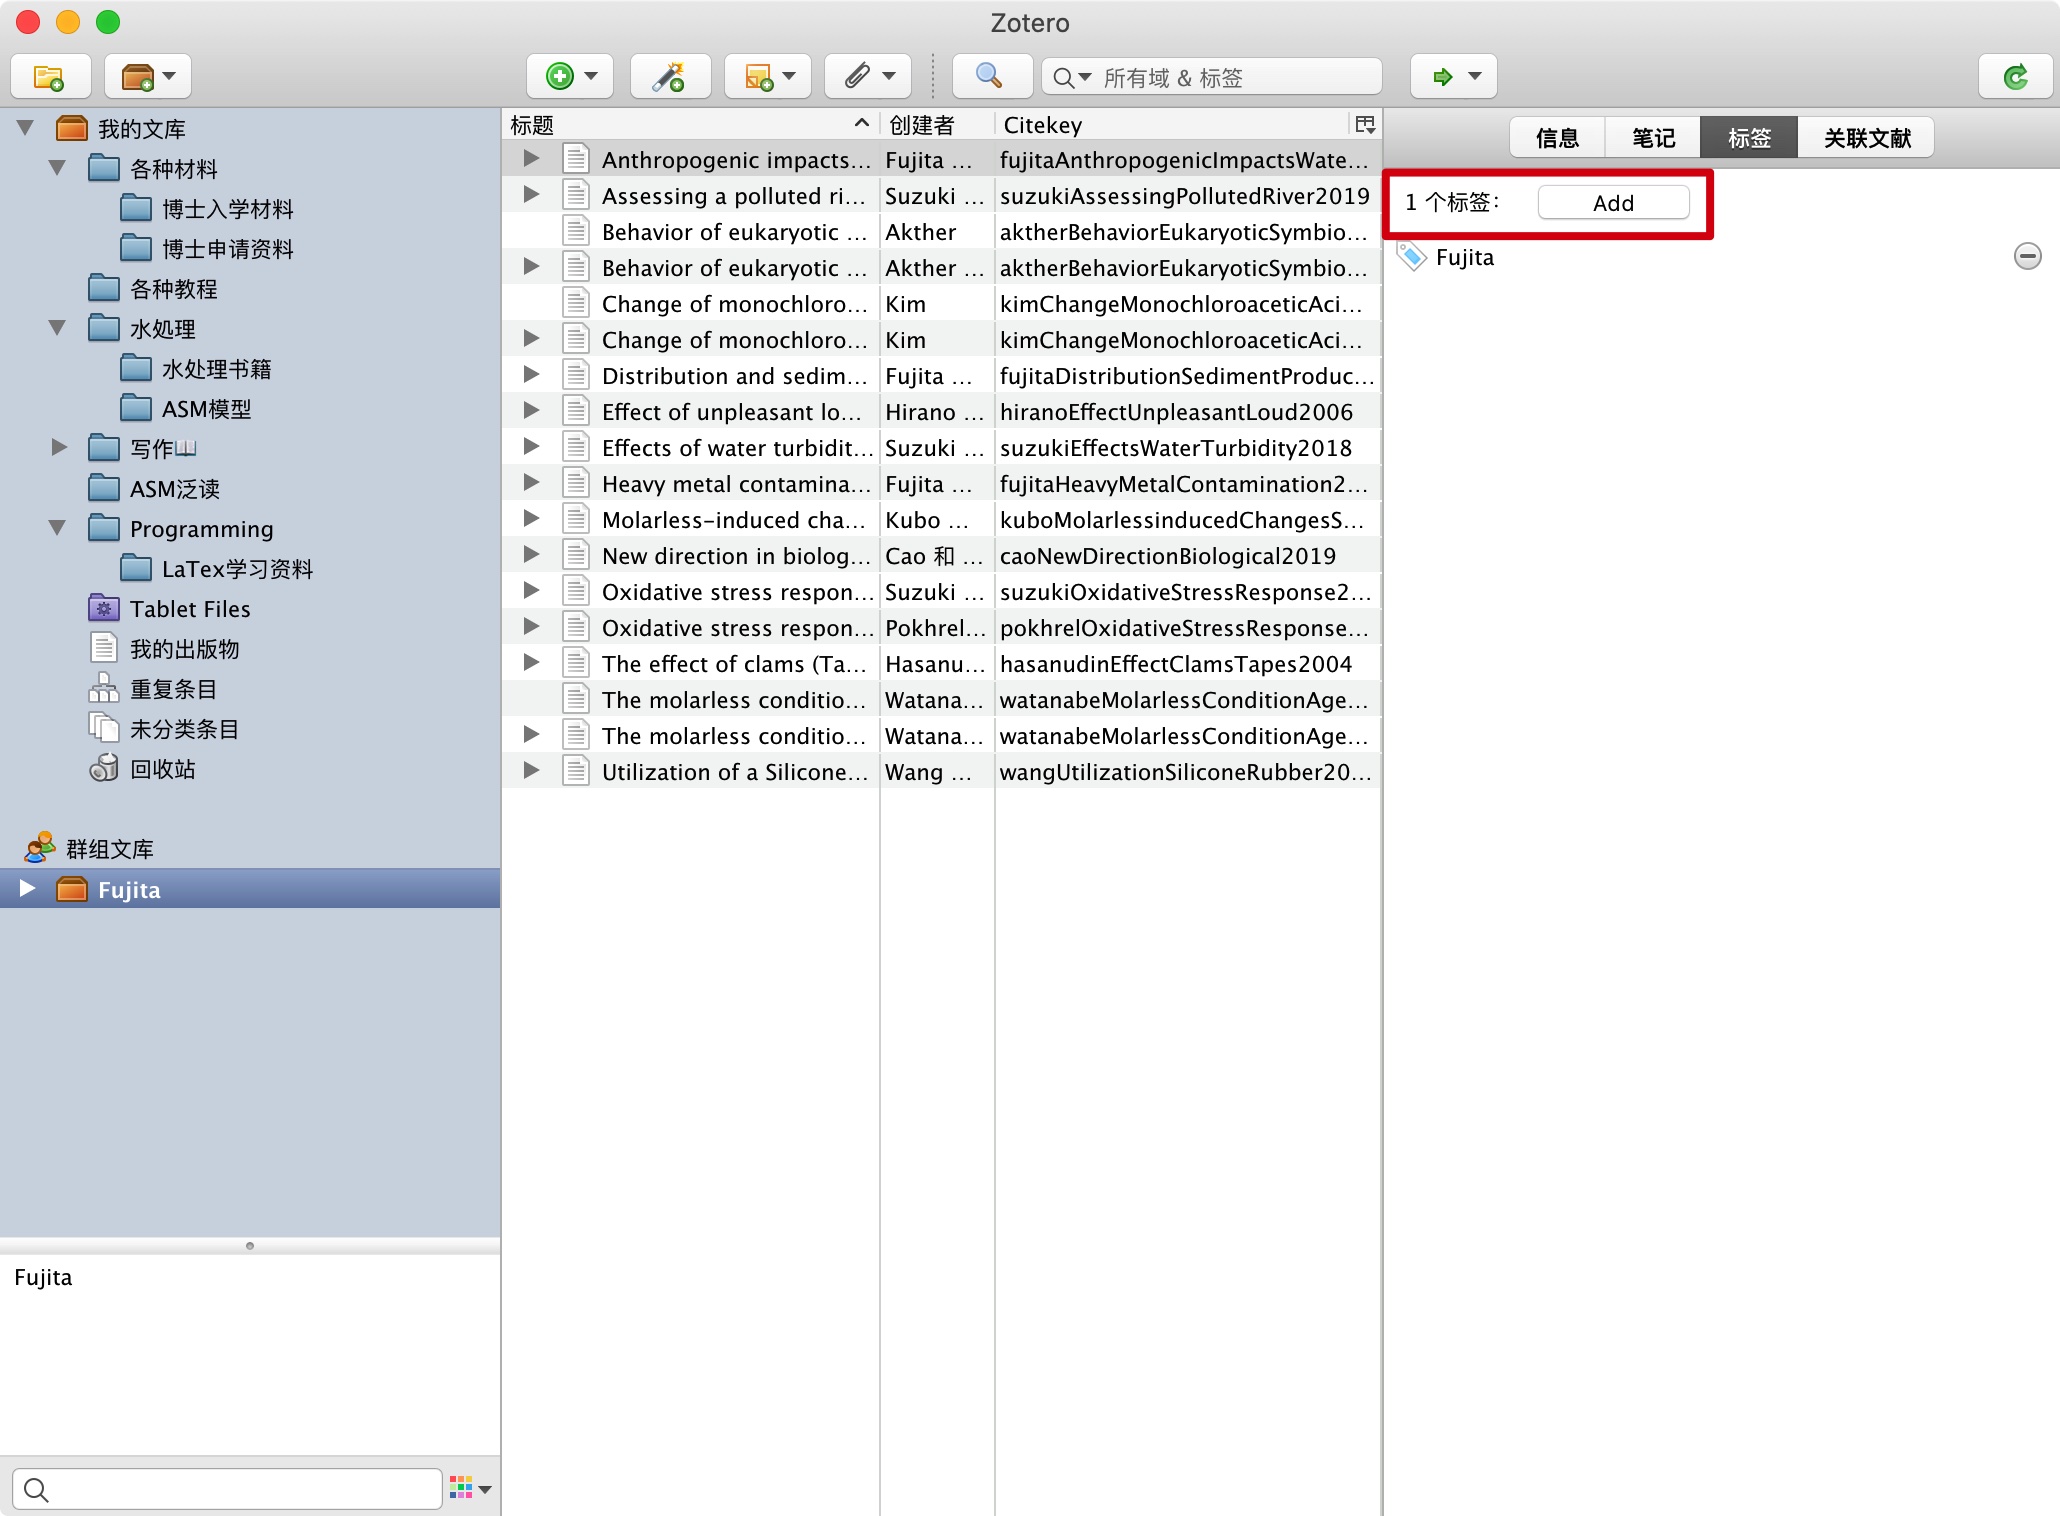 Zotero
所有域 & 标签
我的文库
各种材料
博士入学材料
博士申请资料
各种教程
水処理
水处理书籍
ASM模型
写作📖
ASM泛读
Programming
LaTex学习资料
Tablet Files
我的出版物
重复条目
未分类条目
回收站
群组文库
Fujita
Fujita
标题 创建者 Citekey
Anthropogenic impacts... Fujita ... fujitaAnthropogenicImpactsWate...
Assessing a polluted ri... Suzuki ... suzukiAssessingPollutedRiver2019
Behavior of eukaryotic ... Akther aktherBehaviorEukaryoticSymbio...
Behavior of eukaryotic ... Akther ... aktherBehaviorEukaryoticSymbio...
Change of monochloro... Kim kimChangeMonochloroaceticAci...
Change of monochloro... Kim kimChangeMonochloroaceticAci...
Distribution and sedim... Fujita ... fujitaDistributionSedimentProduc...
Effect of unpleasant lo... Hirano ... hiranoEffectUnpleasantLoud2006
Effects of water turbidit... Suzuki ... suzukiEffectsWaterTurbidity2018
Heavy metal contamina... Fujita ... fujitaHeavyMetalContamination2...
Molarless-induced cha... Kubo ... kuboMolarlessinducedChangesS...
New direction in biolog... Cao 和 ... caoNewDirectionBiological2019
Oxidative stress respon... Suzuki ... suzukiOxidativeStressResponse2...
Oxidative stress respon... Pokhrel... pokhrelOxidativeStressResponse...
The effect of clams (Ta... Hasanu... hasanudinEffectClamsTapes2004
The molarless conditio... Watana... watanabeMolarlessConditionAge...
The molarless conditio... Watana... watanabeMolarlessConditionAge...
Utilization of a Silicone... Wang ... wangUtilizationSiliconeRubber20...
信息 笔记 标签 关联文献
1 个标签: Add
Fujita